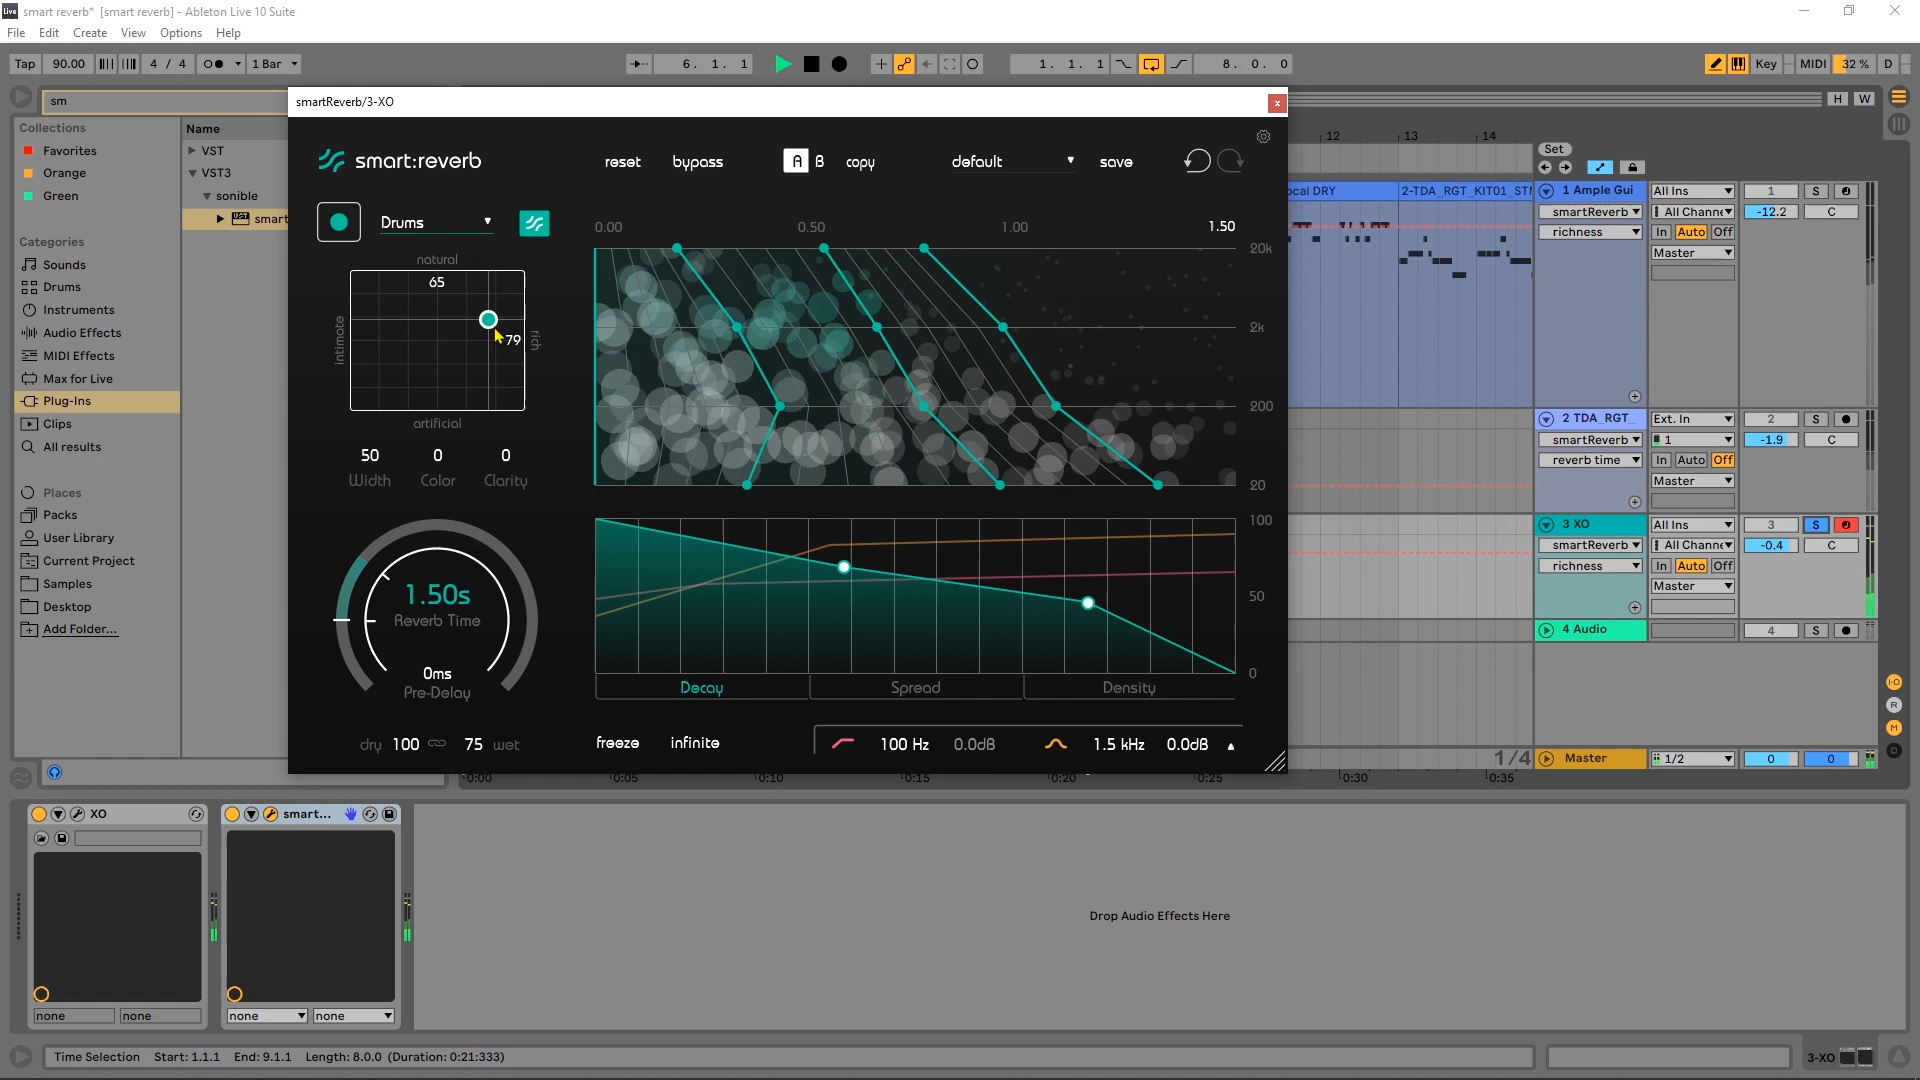 smart reverb* [smart reverb] - Ableton Live 10 Suite
File Edit Create View Options Help
Tap 90.00 4 / 4 1 Bar 6. 1. 1 1. 1. 1 8. 0. 0 Key MIDI 32 % D
sm
smartReverb/3-XO
H W
Collections
Favorites
Orange
Green
Categories
Sounds
Drums
Instruments
Audio Effects
MIDI Effects
Max for Live
Plug-Ins
Clips
All results
Places
Packs
User Library
Current Project
Samples
Desktop
Add Folder...
Name
VST
VST3
sonible
smart
smart:reverb
reset bypass A B copy default save
Drums
natural
65
intimate
79
rich
artificial
50 0 0
Width Color Clarity
1.50s
Reverb Time
0ms
Pre-Delay
dry 100 75 wet
0.00 0.50 1.00 1.50
20k
2k
200
20
100
50
0
Decay Spread Density
freeze infinite 100 Hz 0.0dB 1.5 kHz 0.0dB
12 13 14
Set
ocal DRY 2-TDA_RGT_KIT01_STN
1 Ample Gui All Ins 1 S
smartReverb All Channe -12.2 C
richness In Auto Off
Master
2 TDA_RGT_ Ext. In 2 S
smartReverb 1 -1.9 C
reverb time In Auto Off
Master
3 XO All Ins 3 S
smartReverb All Channe -0.4 C
richness In Auto Off
Master
4 Audio 4 S
1/4 Master 1/2 0 0
0:00 0:05 0:10 0:15 0:20 0:25 0:30 0:35
XO
smart...
none none none none
Drop Audio Effects Here
I-O
R
M
D
Time Selection Start: 1.1.1 End: 9.1.1 Length: 8.0.0 (Duration: 0:21:333)
3-XO